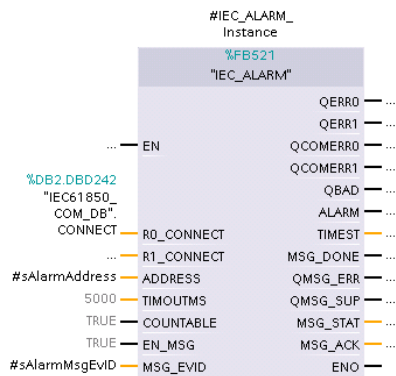 #IEC_ALARM_
Instance
%FB521
"IEC_ALARM"
QERR0 ...
QERR1 ...
... EN QCOMERR0 ...
QCOMERR1 ...
%DB2.DBD242
"IEC61850_
COM_DB".
CONNECT R0_CONNECT
QBAD ...
ALARM ...
TIMEST ...
... R1_CONNECT MSG_DONE ...
#sAlarmAddress ADDRESS QMSG_ERR ...
5000 TIMOUTMS QMSG_SUP ...
TRUE COUNTABLE MSG_STAT ...
TRUE EN_MSG MSG_ACK ...
#sAlarmMsgEvID MSG_EVID ENO